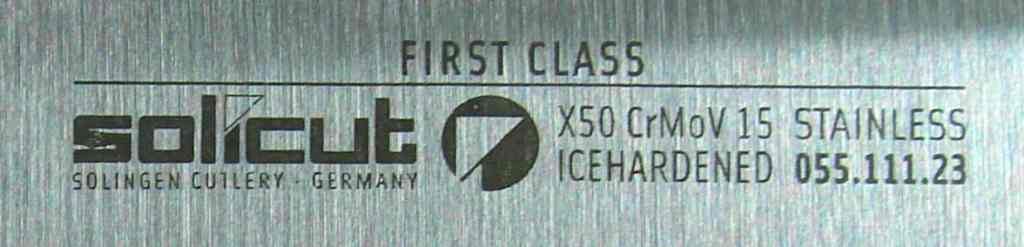 FIRST CLASS
solicut
SOLINGEN CUTLERY · GERMANY
X50 CrMoV 15 STAINLESS
ICEHARDENED 055.111.23